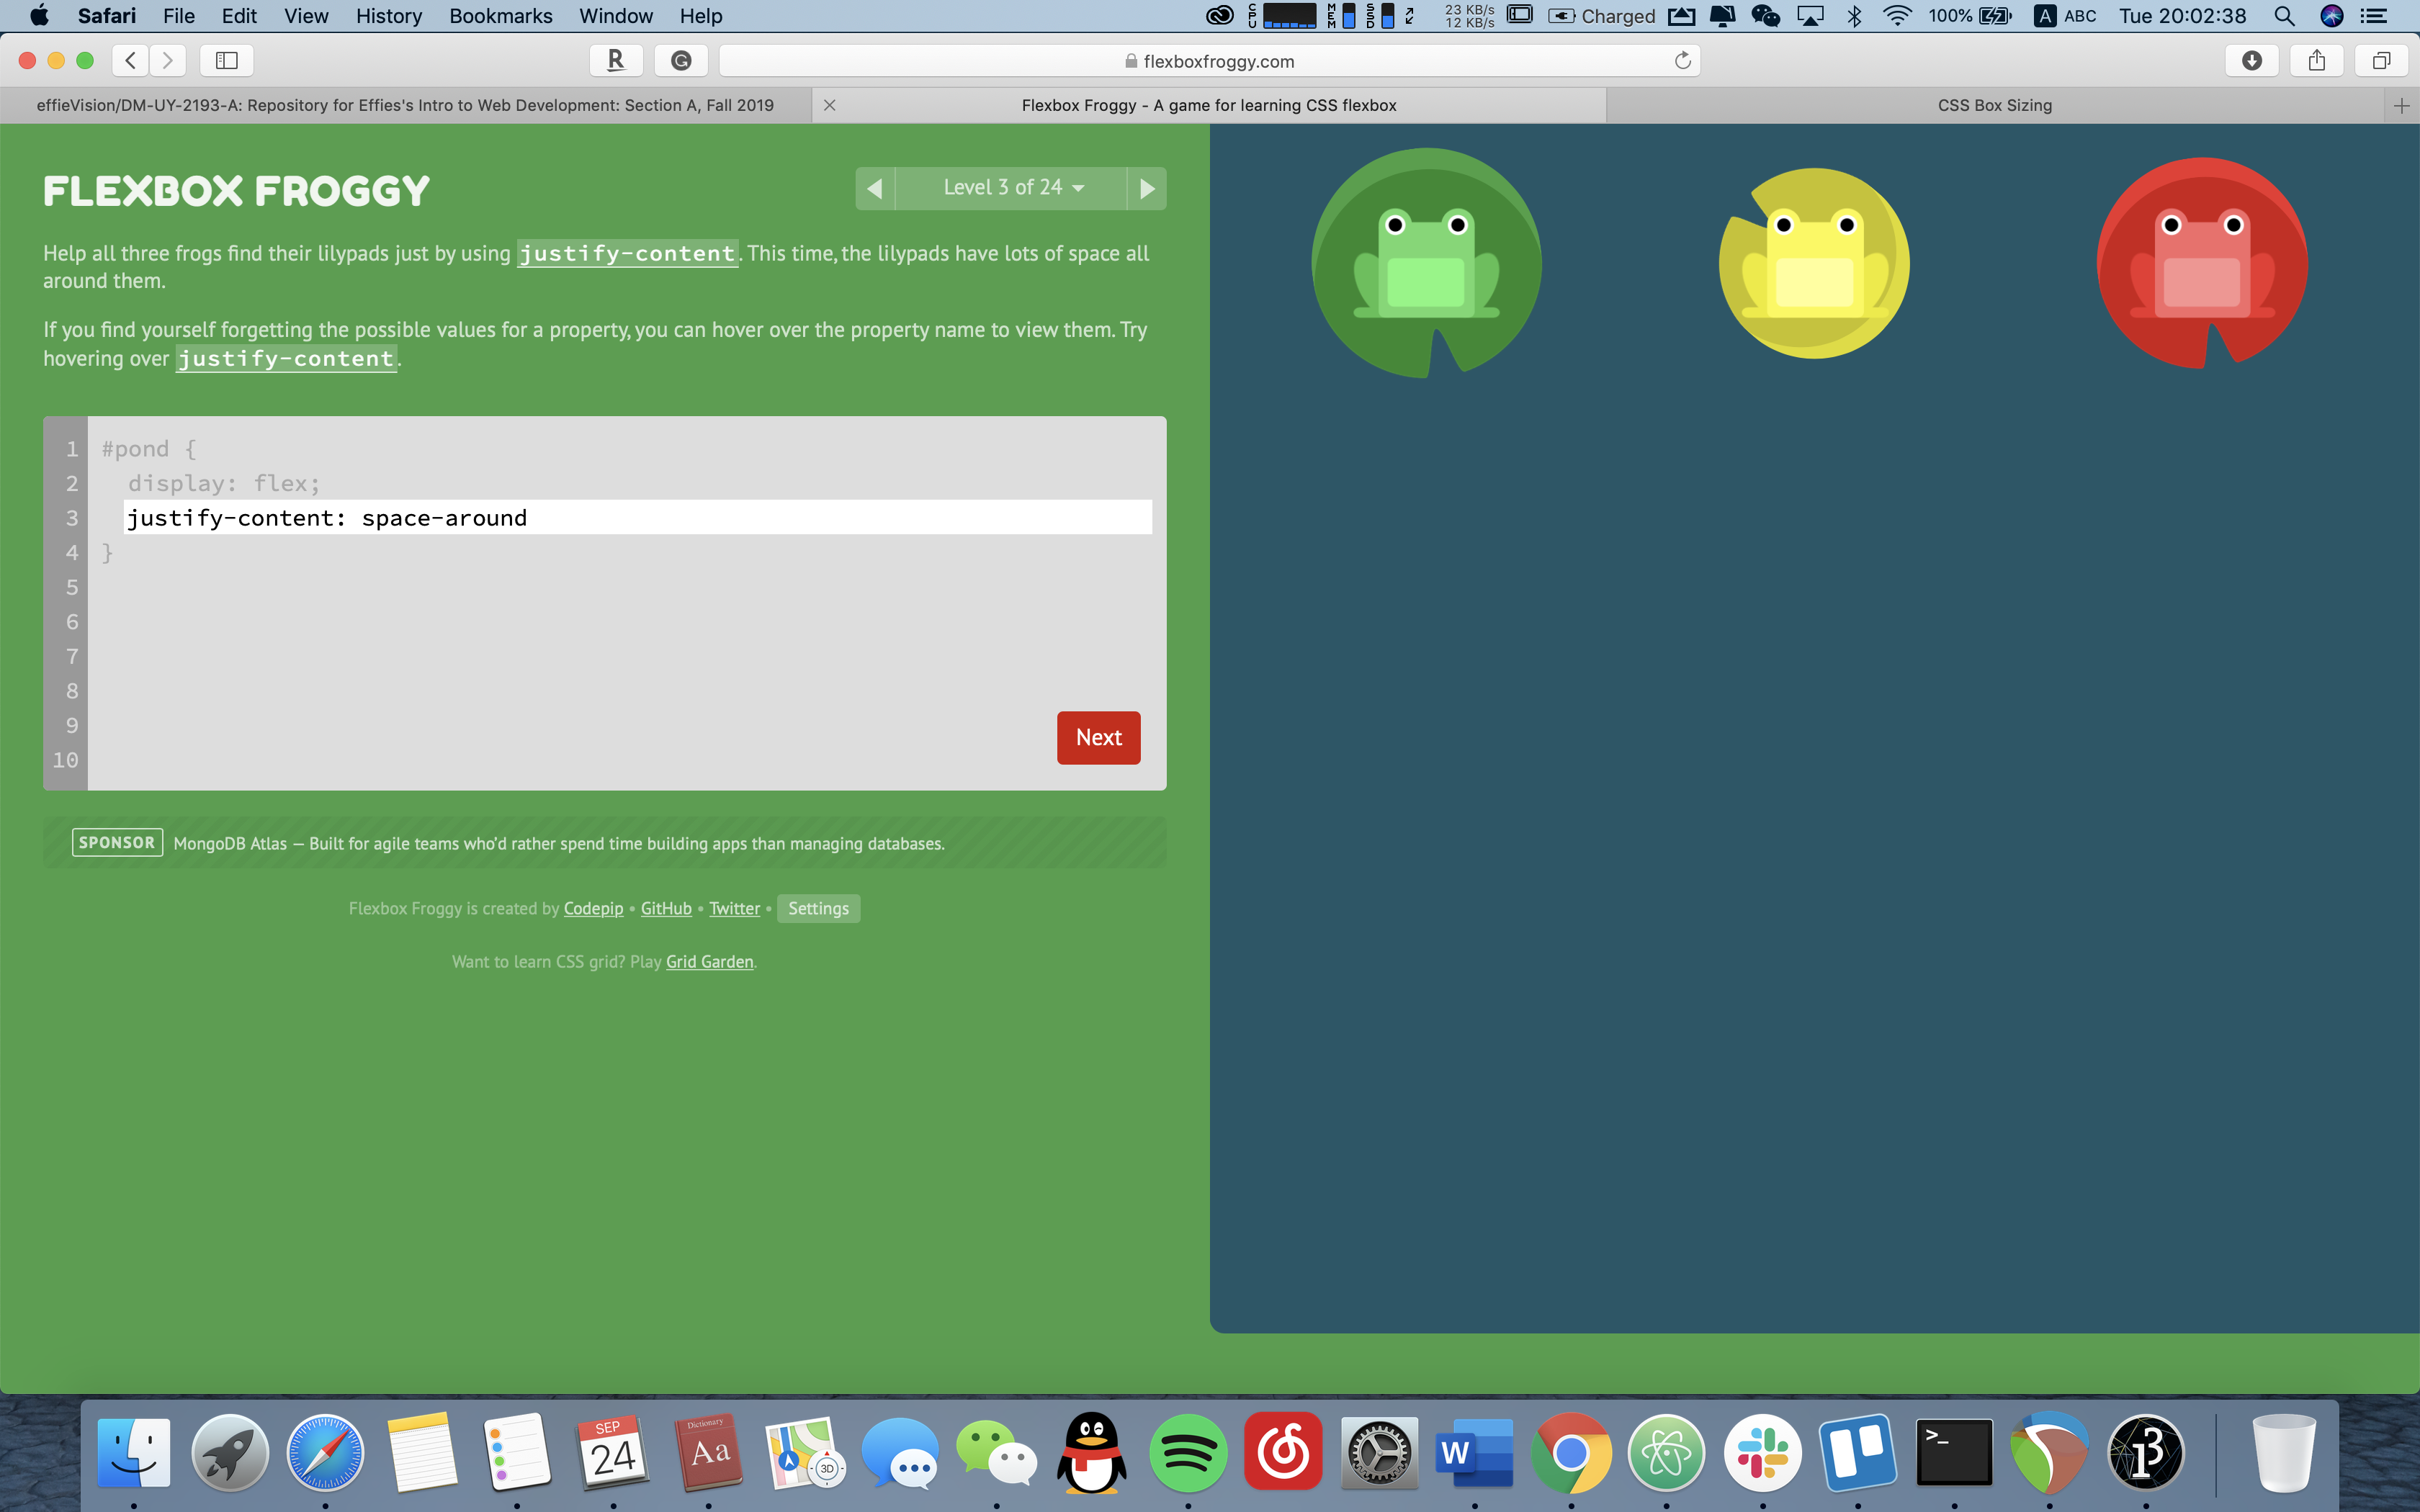 Safari File Edit View History Bookmarks Window Help
CPU MEM SSD 23 KB/s 12 KB/s Charged 100% A ABC Tue 20:02:38
R G flexboxfroggy.com
effieVision/DM-UY-2193-A: Repository for Effies's Intro to Web Development: Section A, Fall 2019
Flexbox Froggy - A game for learning CSS flexbox
CSS Box Sizing
FLEXBOX FROGGY
Level 3 of 24
Help all three frogs find their lilypads just by using justify-content. This time, the lilypads have lots of space all
around them.
If you find yourself forgetting the possible values for a property, you can hover over the property name to view them. Try
hovering over justify-content.
1 #pond {
2 display: flex;
3 justify-content: space-around
4 }
5
6
7
8
9
10
Next
SPONSOR MongoDB Atlas — Built for agile teams who'd rather spend time building apps than managing databases.
Flexbox Froggy is created by Codepip • GitHub • Twitter • Settings
Want to learn CSS grid? Play Grid Garden.
SEP
24
Dictionary
Aa
3D
W
>_